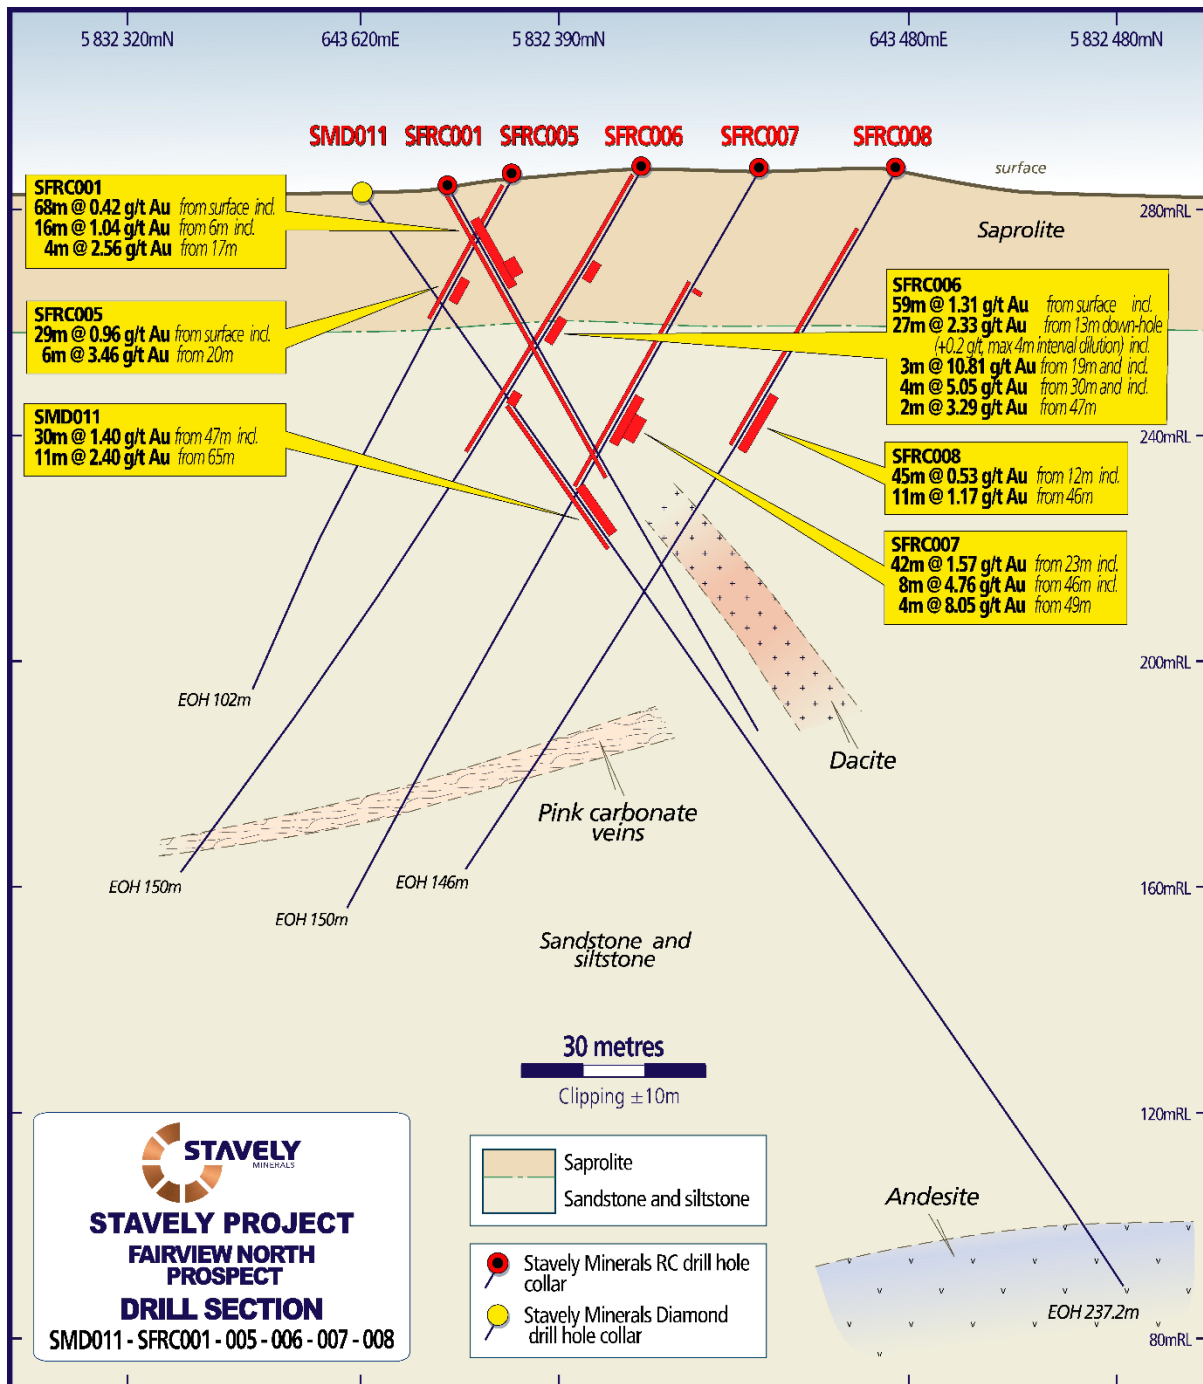 5 832 320mN 643 620mE 5 832 390mN 643 480mE 5 832 480mN
SMD011 SFRC001 SFRC005 SFRC006 SFRC007 SFRC008
surface
280mRL
Saprolite
SFRC001
68m @ 0.42 g/t Au from surface incl.
16m @ 1.04 g/t Au from 6m incl.
4m @ 2.56 g/t Au from 17m
SFRC005
29m @ 0.96 g/t Au from surface incl.
6m @ 3.46 g/t Au from 20m
SMD011
30m @ 1.40 g/t Au from 47m incl.
11m @ 2.40 g/t Au from 65m
SFRC006
59m @ 1.31 g/t Au from surface incl.
27m @ 2.33 g/t Au from 13m down-hole
(+0.2 g/t, max 4m interval dilution) incl.
3m @ 10.81 g/t Au from 19m and incl.
4m @ 5.05 g/t Au from 30m and incl.
2m @ 3.29 g/t Au from 47m
240mRL
SFRC008
45m @ 0.53 g/t Au from 12m incl.
11m @ 1.17 g/t Au from 46m
SFRC007
42m @ 1.57 g/t Au from 23m incl.
8m @ 4.76 g/t Au from 46m incl.
4m @ 8.05 g/t Au from 49m
200mRL
EOH 102m
Dacite
Pink carbonate
veins
EOH 150m
EOH 146m
160mRL
EOH 150m
Sandstone and
siltstone
30 metres
Clipping ±10m
120mRL
STAVELY
MINERALS
STAVELY PROJECT
FAIRVIEW NORTH
PROSPECT
DRILL SECTION
SMD011 - SFRC001 - 005 - 006 - 007 - 008
Saprolite
Sandstone and siltstone
Stavely Minerals RC drill hole
collar
Stavely Minerals Diamond
drill hole collar
Andesite
EOH 237.2m
80mRL